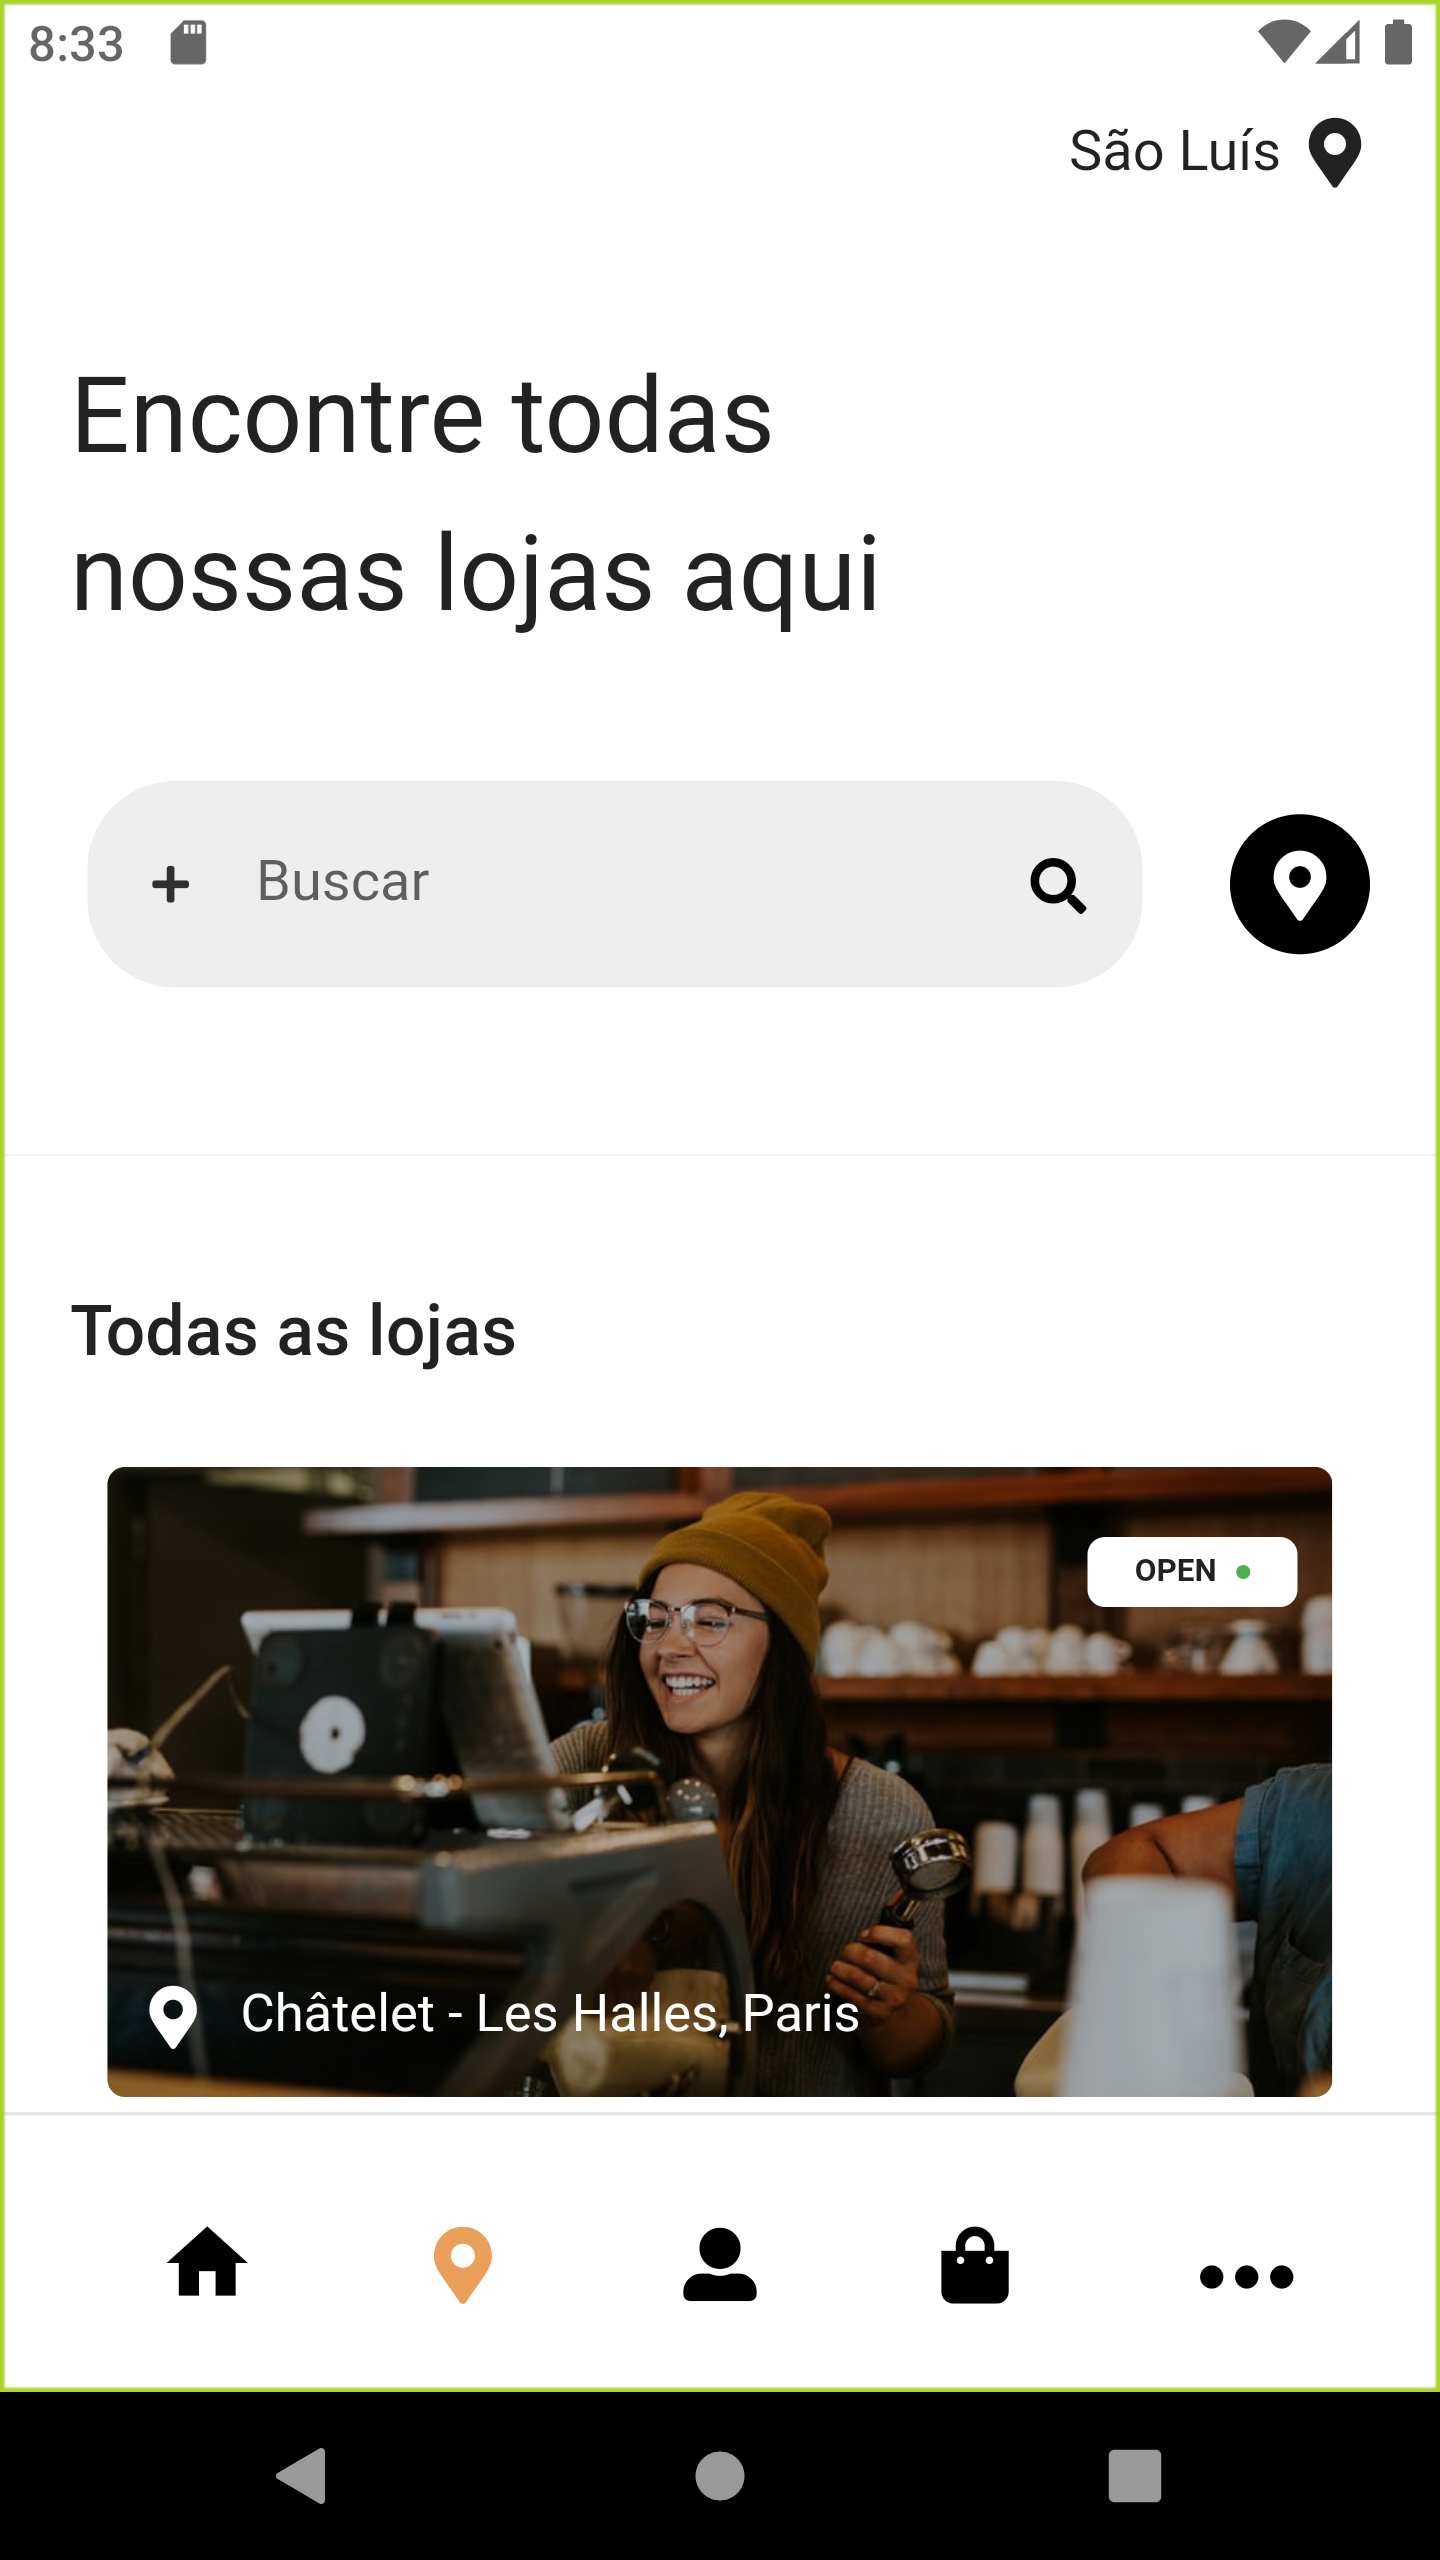 8:33
São Luís
Encontre todas
nossas lojas aqui
Buscar
Todas as lojas
OPEN
Châtelet - Les Halles, Paris